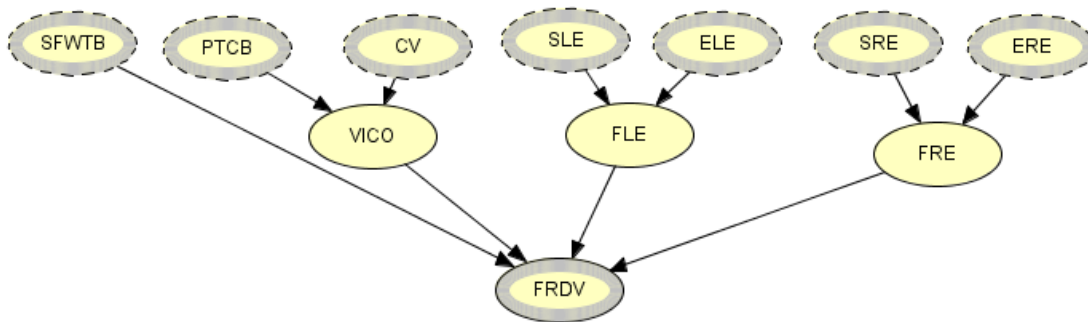 SFWTB
PTCB
CV
SLE
ELE
SRE
ERE
VICO
FLE
FRE
FRDV